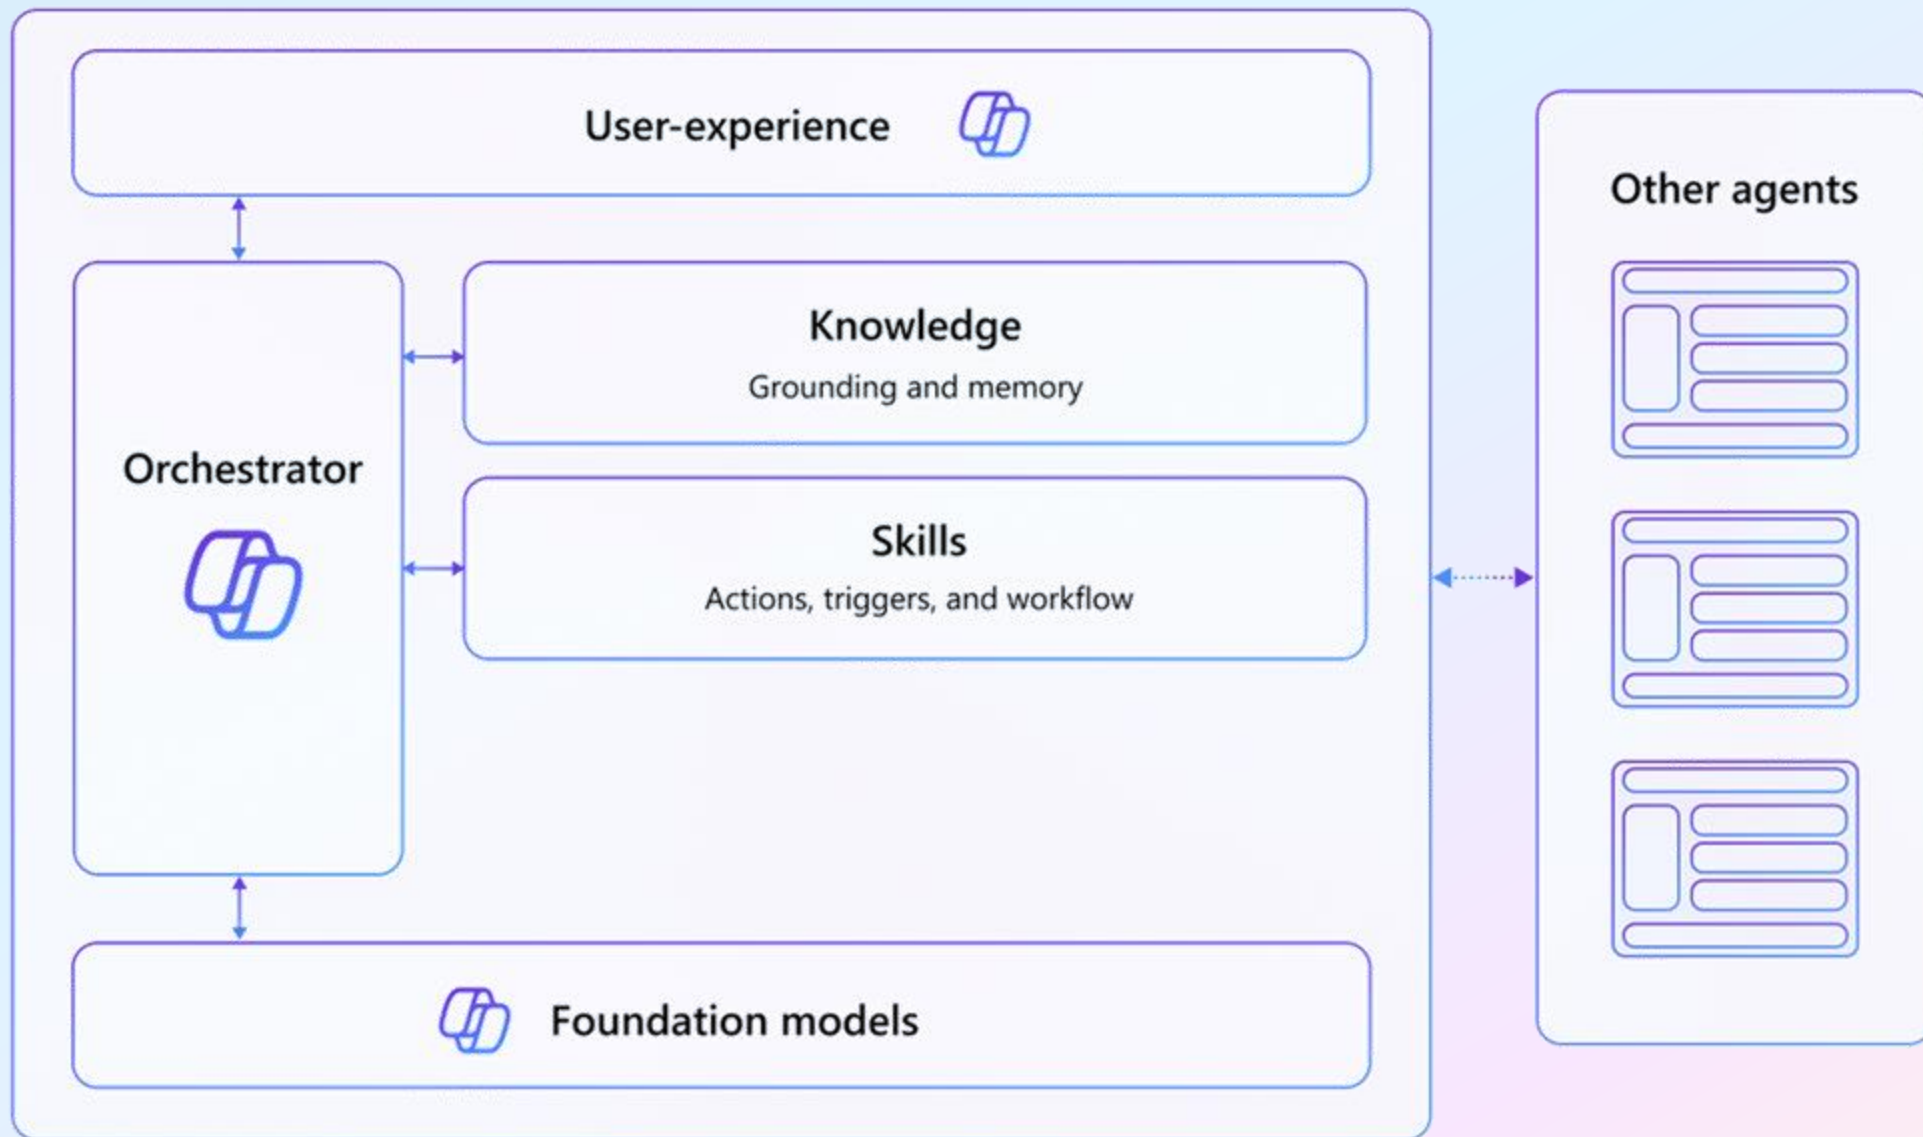 User-experience
Other agents
Knowledge
Grounding and memory
Orchestrator
Skills
Actions, triggers, and workflow
Foundation models